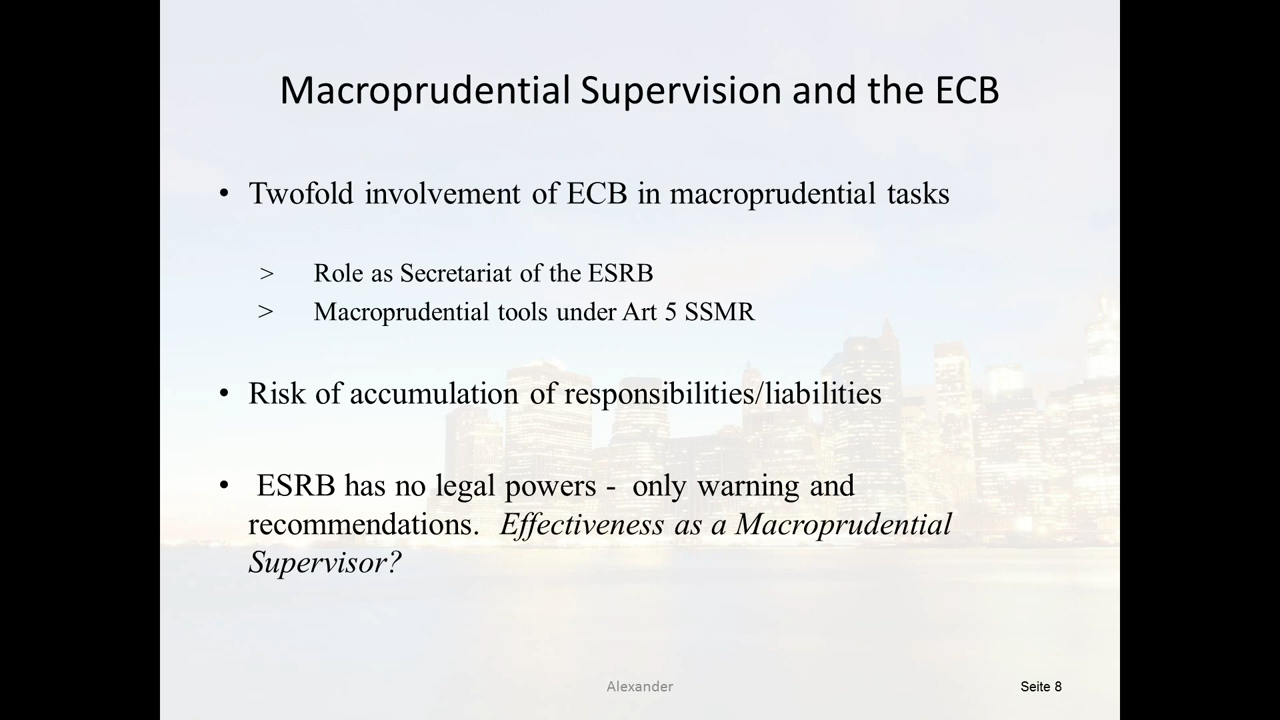 Macroprudential Supervision and the ECB
• Twofold involvement of ECB in macroprudential tasks
> Role as Secretariat of the ESRB
> Macroprudential tools under Art 5 SSMR
• Risk of accumulation of responsibilities/liabilities
• ESRB has no legal powers - only warning and
recommendations. Effectiveness as a Macroprudential
Supervisor?
Alexander
Seite 8